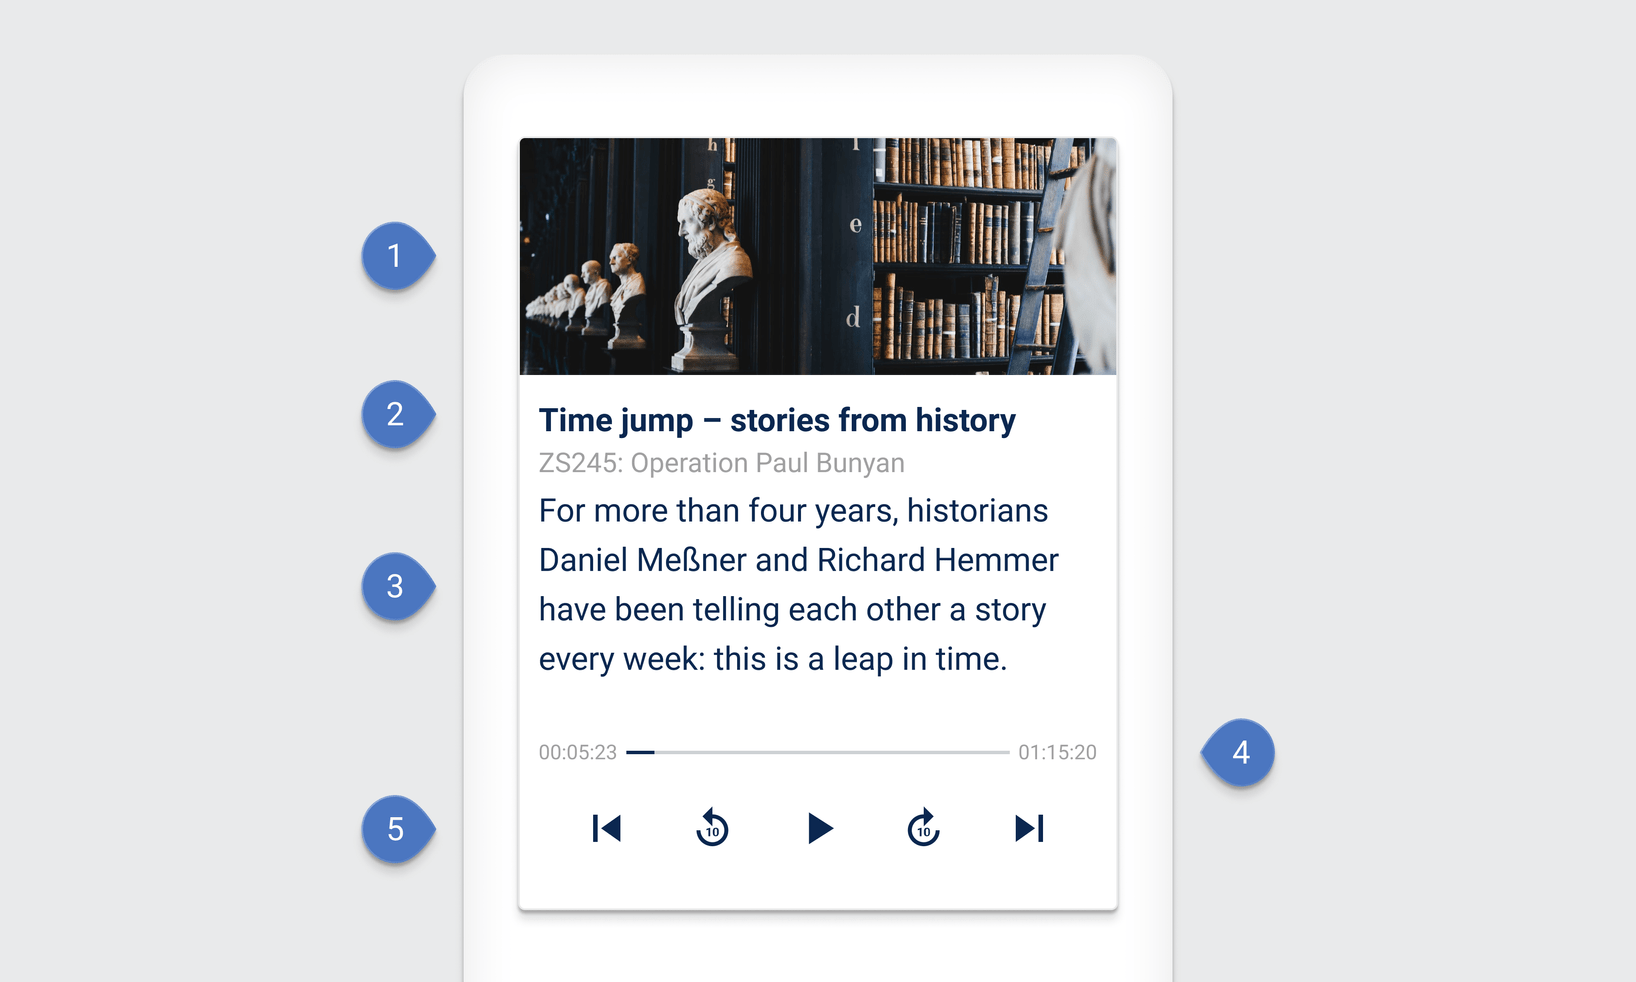 h
g
l
e
d
1
2
Time jump – stories from history
ZS245: Operation Paul Bunyan
For more than four years, historians
Daniel Meßner and Richard Hemmer
3
have been telling each other a story
every week: this is a leap in time.
00:05:23 01:15:20
4
5
10 10